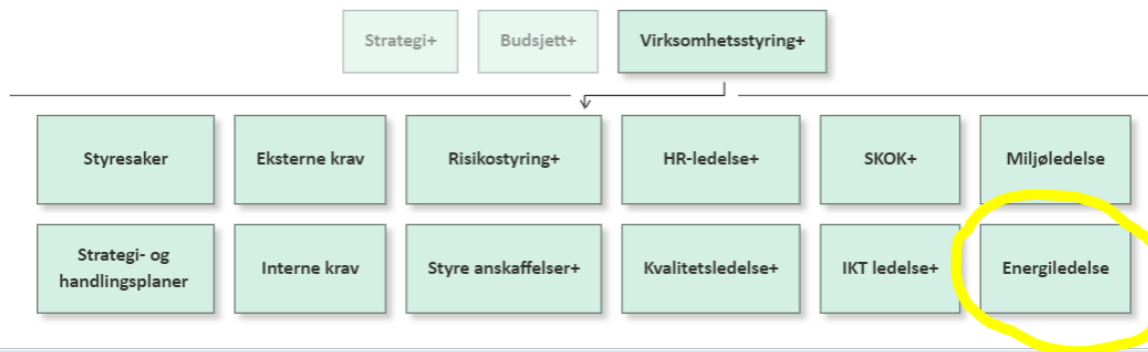 Strategi+
Budsjett+
Virksomhetsstyring+
Styresaker
Eksterne krav
Risikostyring+
HR-ledelse+
SKOK+
Miljøledelse
Strategi- og
handlingsplaner
Interne krav
Styre anskaffelser+
Kvalitetsledelse+
IKT ledelse+
Energiledelse